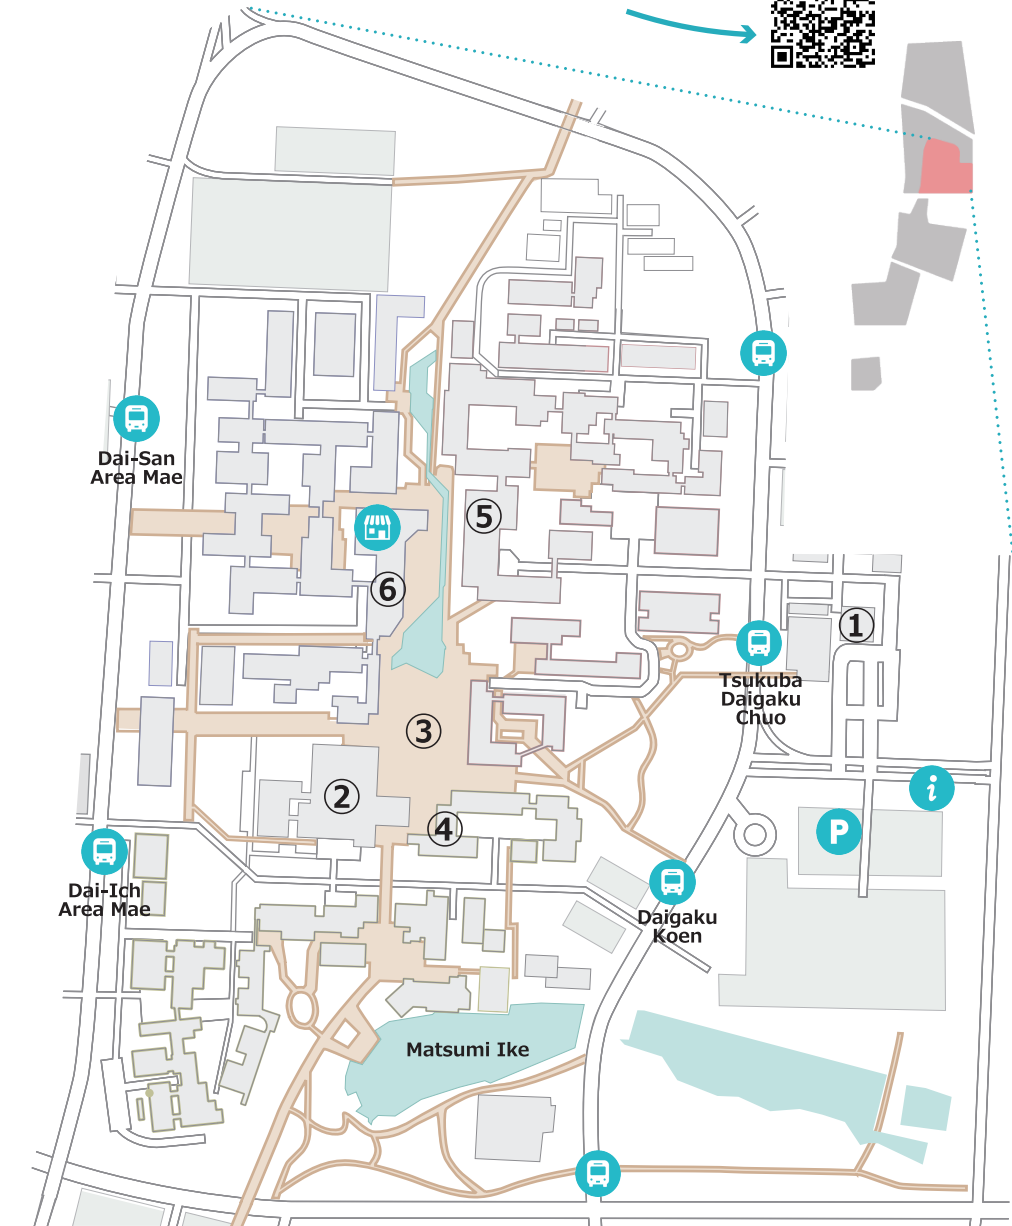 Dai-San
Area Mae
⑤
⑥
①
Tsukuba
Daigaku
Chuo
③
②
i
④
P
Dai-Ich
Area Mae
Daigaku
Koen
Matsumi Ike